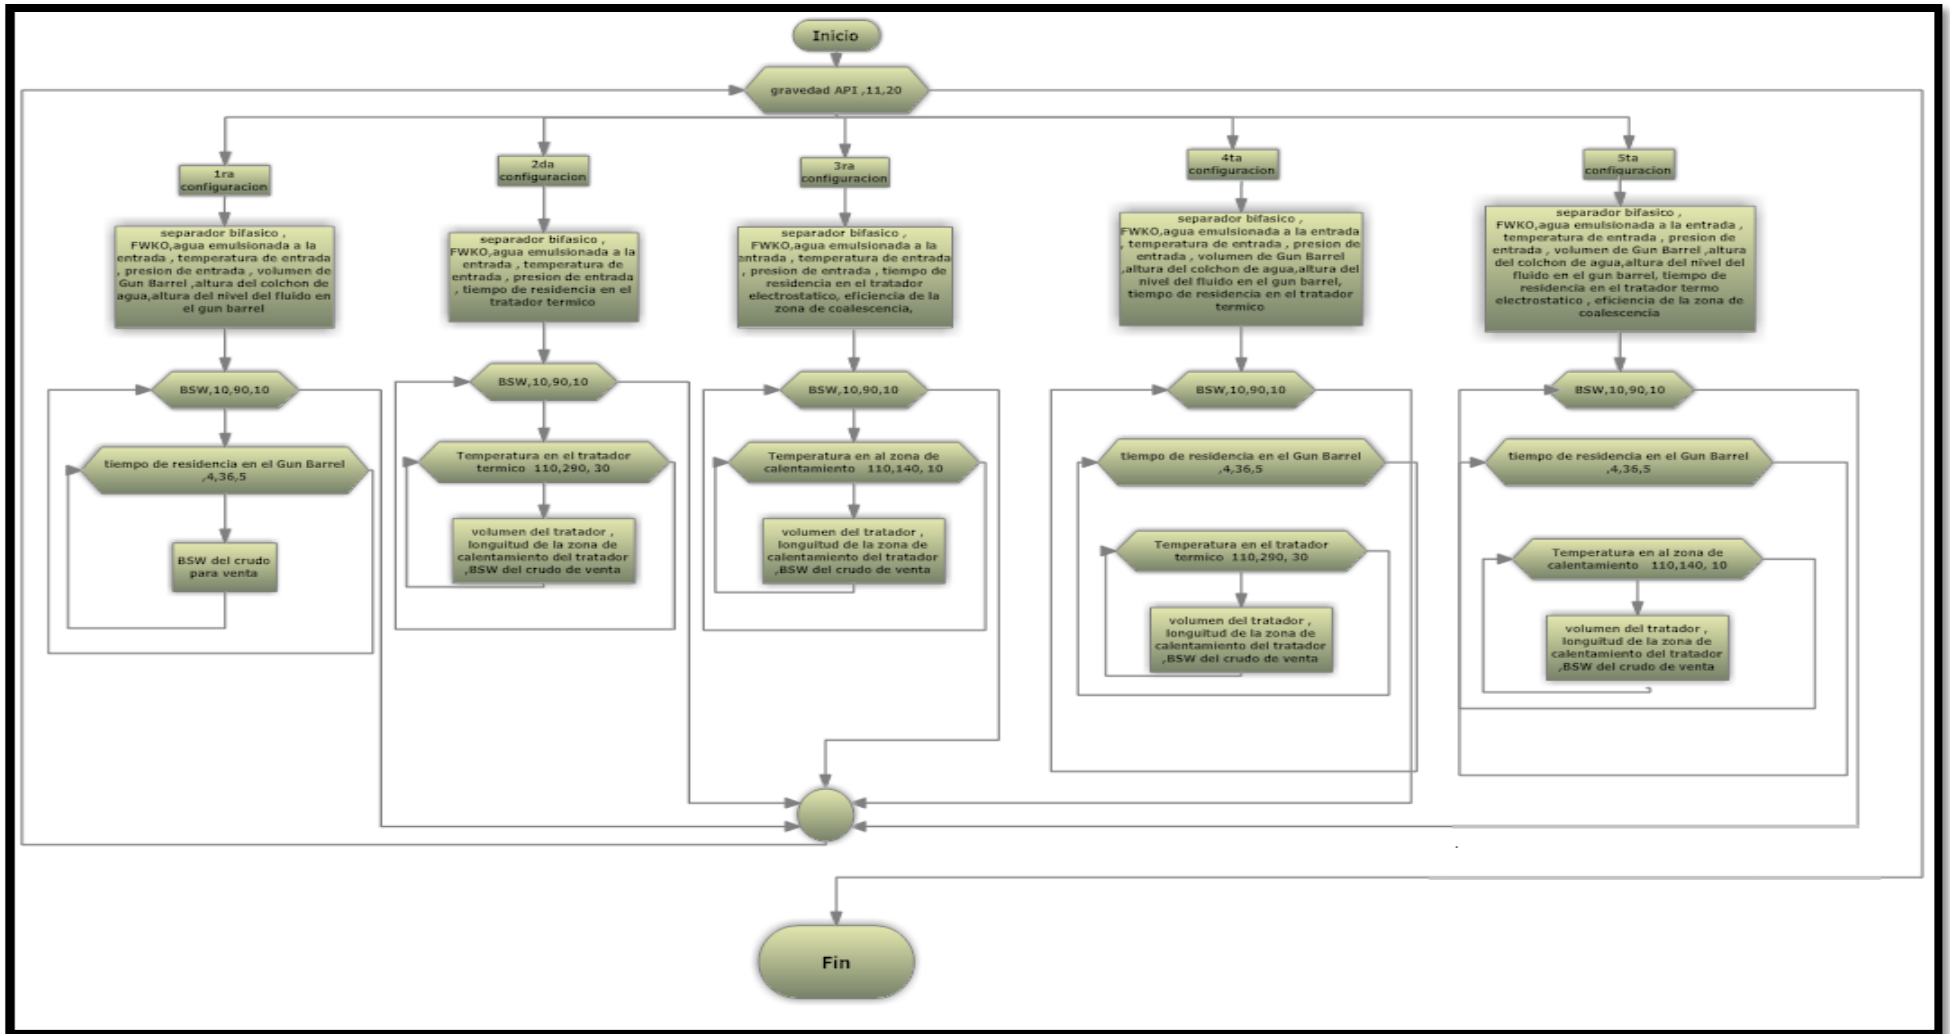 Inicio
gravedad API ,11,20
1ra
configuracion
separador bifasico ,
FWKO,agua emulsionada a la
entrada , temperatura de entrada
, presion de entrada , volumen de
Gun Barrel ,altura del colchon de
agua,altura del nivel del fluido en
el gun barrel
BSW,10,90,10
tiempo de residencia en el Gun Barrel
,4,36,5
BSW del crudo
para venta
2da
configuracion
separador bifasico ,
FWKO,agua emulsionada a la
entrada , temperatura de
entrada , presion de entrada
, tiempo de residencia en el
tratador termico
BSW,10,90,10
Temperatura en el tratador
termico 110,290, 30
volumen del tratador ,
longuitud de la zona de
calentamiento del tratador
,BSW del crudo de venta
3ra
configuracion
separador bifasico ,
FWKO,agua emulsionada a la
entrada , temperatura de entrada
, presion de entrada , tiempo de
residencia en el tratador
electrostatico, eficiencia de la
zona de coalescencia,
BSW,10,90,10
Temperatura en al zona de
calentamiento 110,140, 10
volumen del tratador ,
longuitud de la zona de
calentamiento del tratador
,BSW del crudo de venta
4ta
configuracion
separador bifasico ,
FWKO,agua emulsionada a la entrada
, temperatura de entrada , presion de
entrada , volumen de Gun Barrel
,altura del colchon de agua,altura del
nivel del fluido en el gun barrel,
tiempo de residencia en el tratador
termico
BSW,10,90,10
tiempo de residencia en el Gun Barrel
,4,36,5
Temperatura en el tratador
termico 110,290, 30
volumen del tratador ,
longuitud de la zona de
calentamiento del tratador
,BSW del crudo de venta
5ta
configuracion
separador bifasico ,
FWKO,agua emulsionada a la entrada ,
temperatura de entrada , presion de
entrada , volumen de Gun Barrel ,altura
del colchon de agua,altura del nivel del
fluido en el gun barrel, tiempo de
residencia en el tratador termo
electrostatico , eficiencia de la zona de
coalescencia
BSW,10,90,10
tiempo de residencia en el Gun Barrel
,4,36,5
Temperatura en al zona de
calentamiento 110,140, 10
volumen del tratador ,
longuitud de la zona de
calentamiento del tratador
,BSW del crudo de venta
Fin